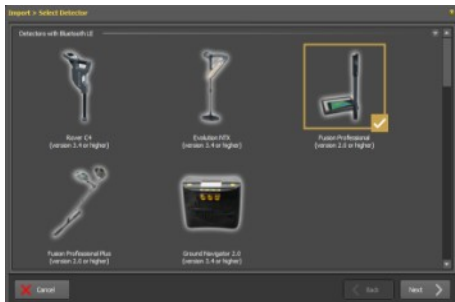 Import > Select Detector
Detectors with Bluetooth LE
Rover C4
(version 3.4 or higher)
Evolution NTX
(version 3.4 or higher)
Fusion Professional
(version 2.0 or higher)
Fusion Professional Plus
(version 2.0 or higher)
Ground Navigator 2.0
(version 3.4 or higher)
Cancel
Back
Next